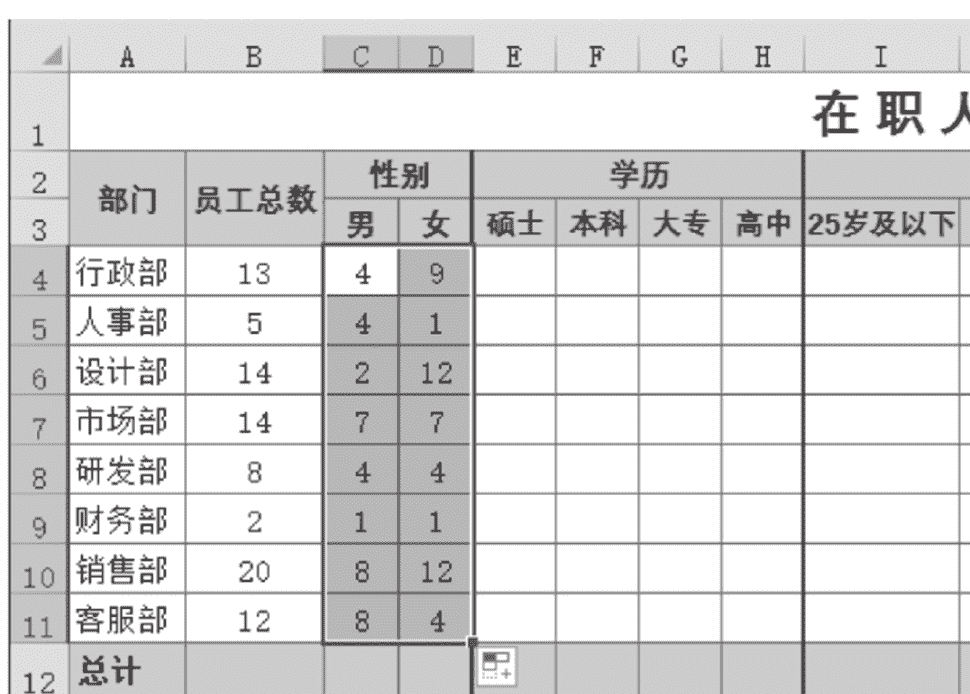 A B C D E F G H I
1 在职人
2 部门 员工总数 性别 学历
3 男 女 硕士 本科 大专 高中 25岁及以下
4 行政部 13 4 9
5 人事部 5 4 1
6 设计部 14 2 12
7 市场部 14 7 7
8 研发部 8 4 4
9 财务部 2 1 1
10 销售部 20 8 12
11 客服部 12 8 4
12 总计